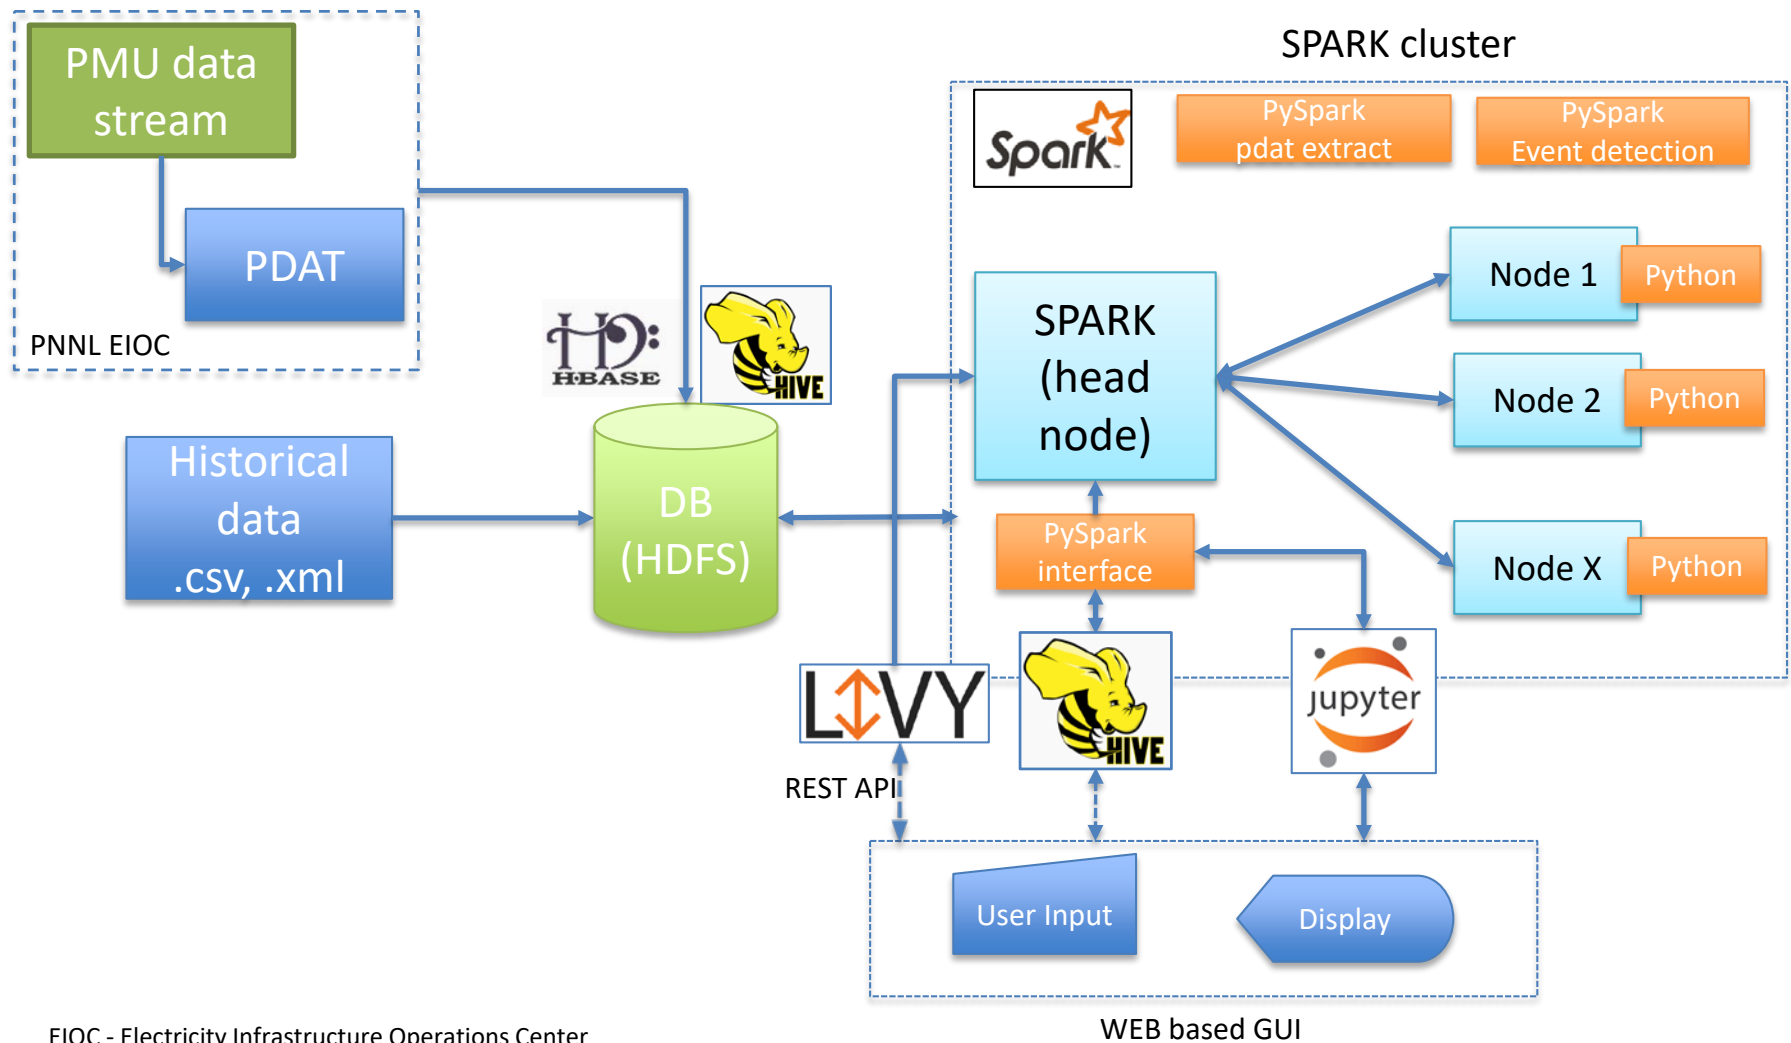 SPARK cluster
PMU data
stream
PDAT
PNNL EIOC
Spark™
PySpark
pdat extract
PySpark
Event detection
H·BASE
HIVE
SPARK
(head
node)
Node 1
Python
Node 2
Python
Node X
Python
Historical
data
.csv, .xml
DB
(HDFS)
PySpark
interface
LIVY
HIVE
jupyter
REST API
User Input
Display
WEB based GUI
EIOC - Electricity Infrastructure Operations Center